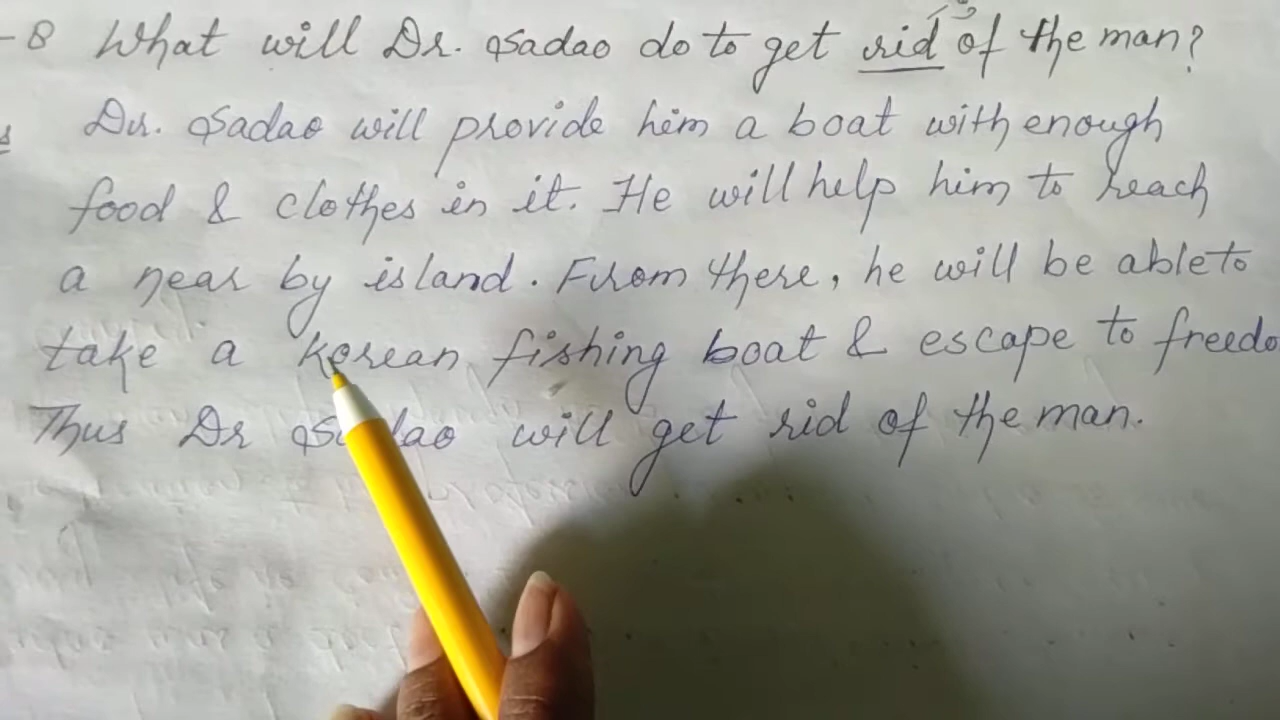 -8 What will Dr. Sadao do to get rid of the man?
Dr. Sadao will provide him a boat with enough
food & clothes in it. He will help him to reach
a near by island. From there, he will be able to
take a korean fishing boat & escape to freedo
Thus Dr Sadao will get rid of the man.